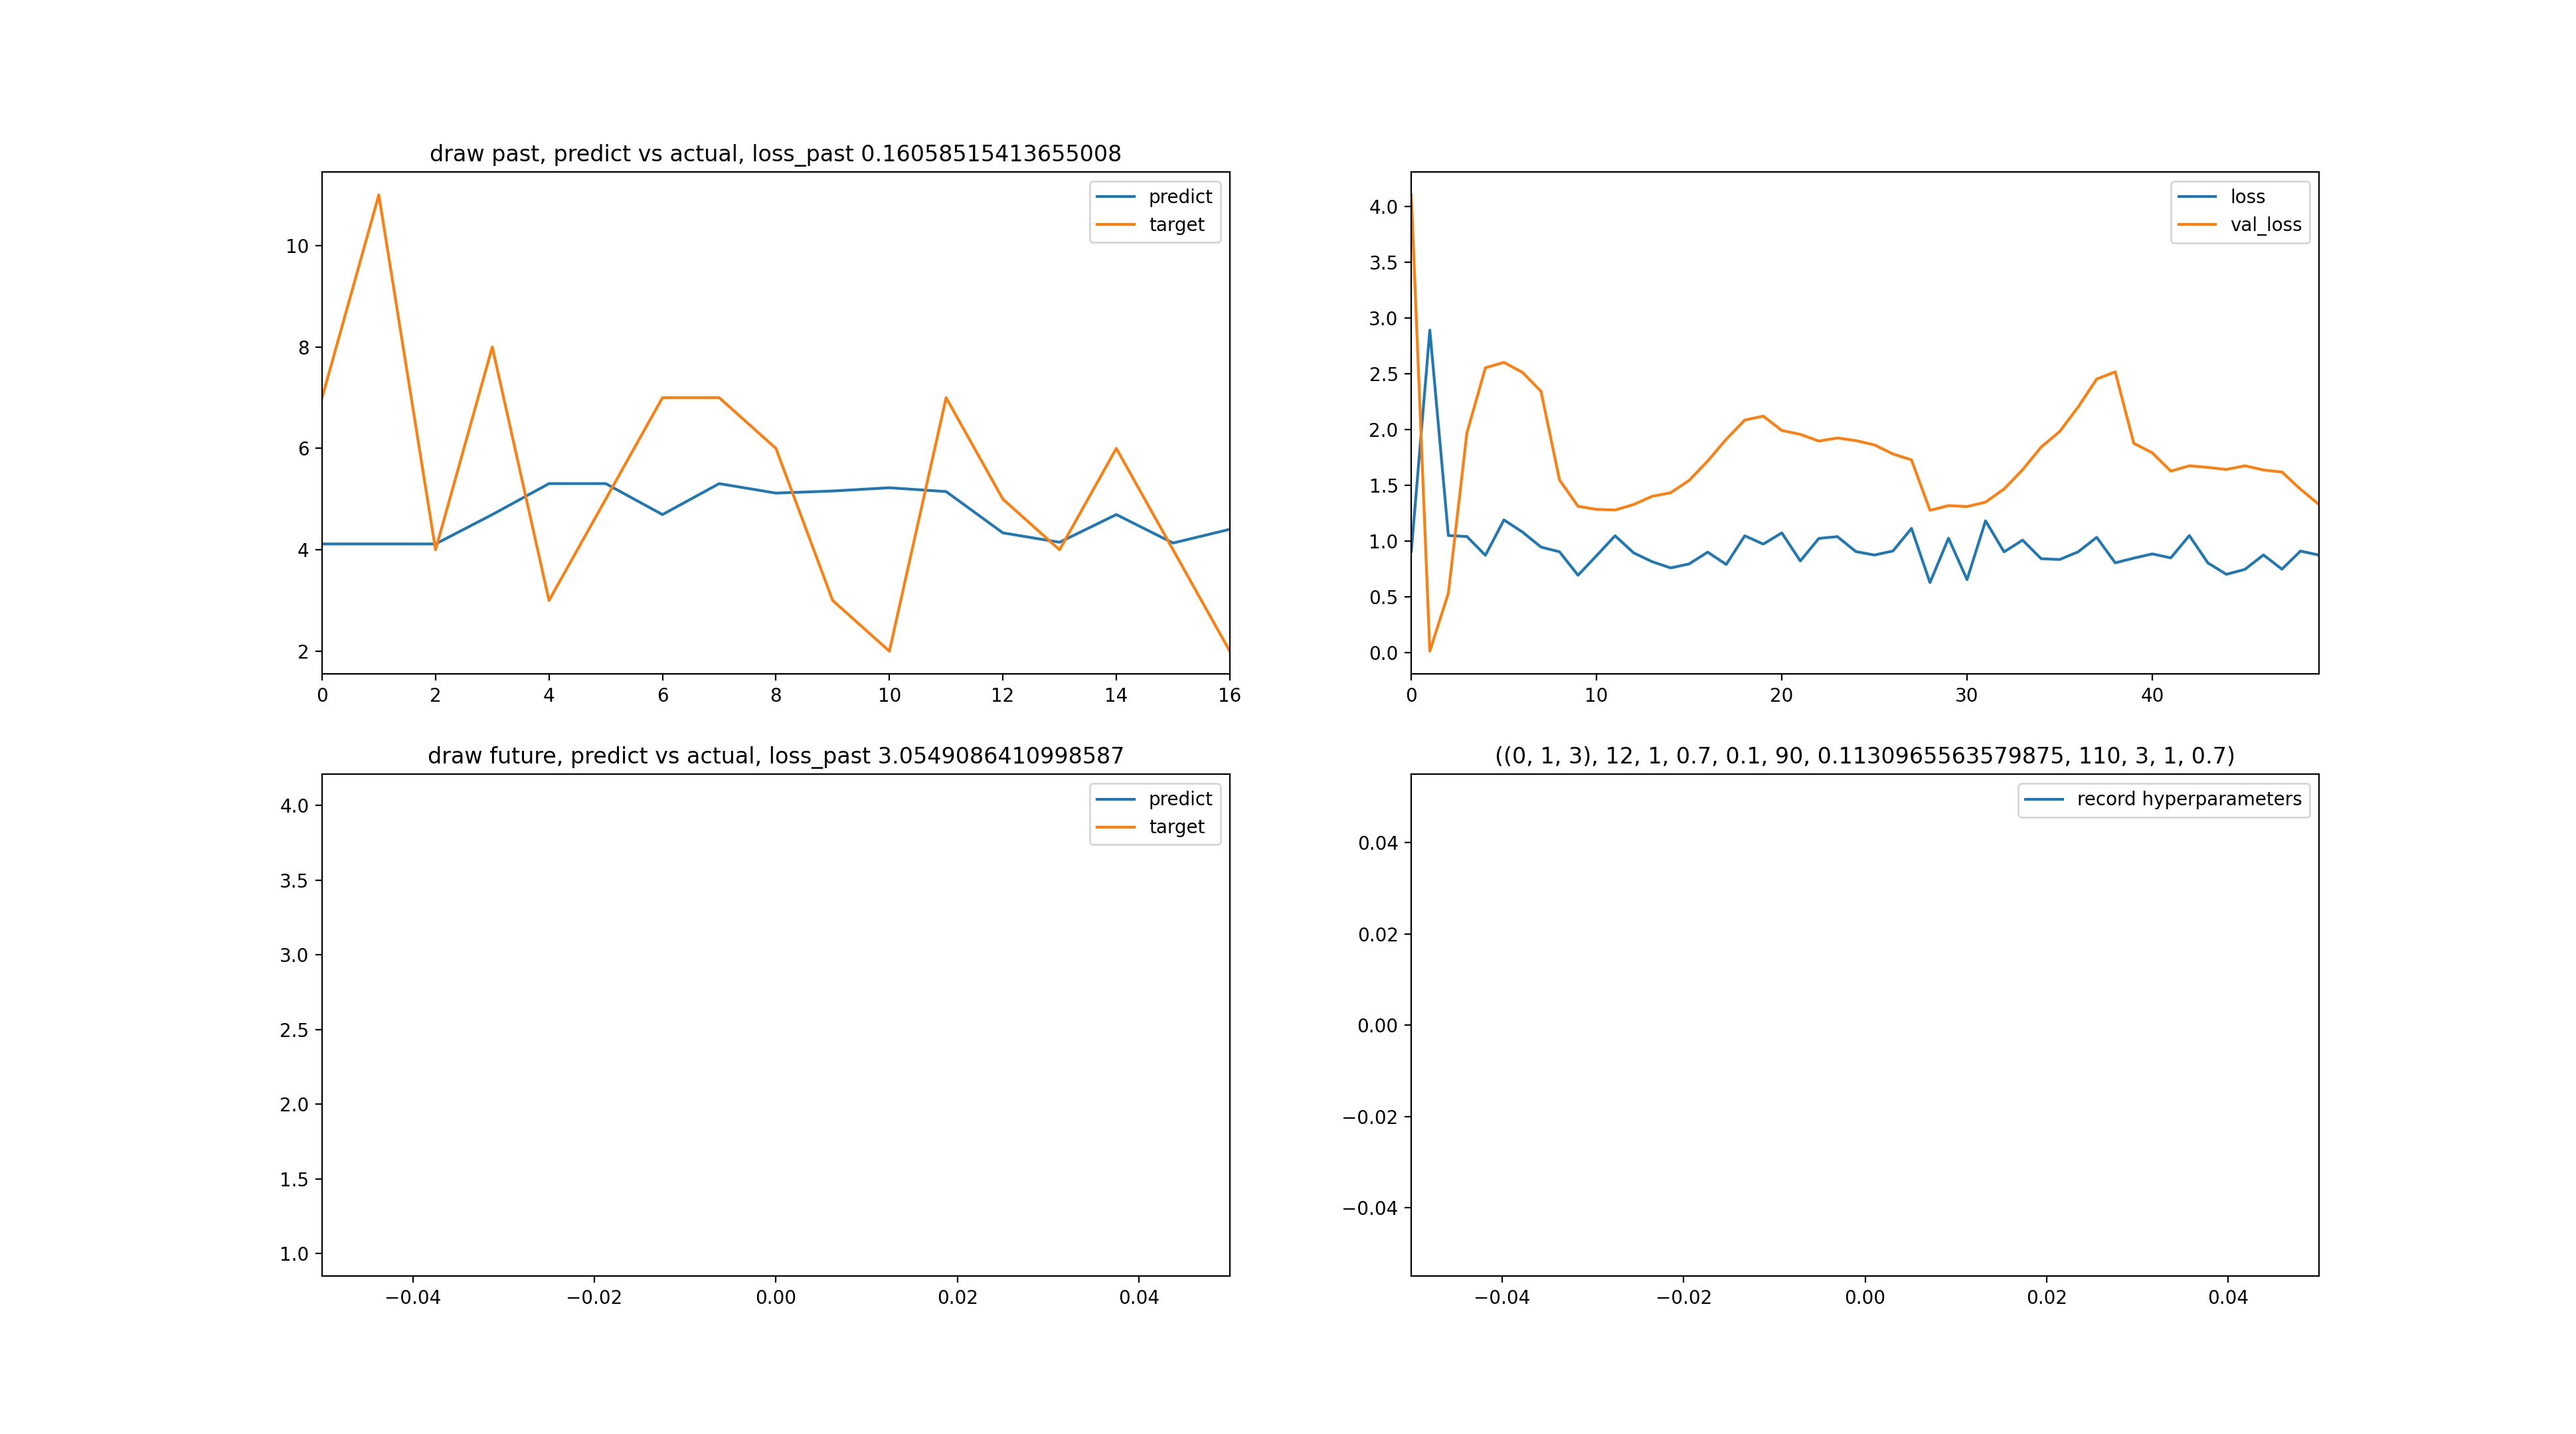 draw past, predict vs actual, loss_past 0.16058515413655008
predict
target
10
8
6
4
2
0 2 4 6 8 10 12 14 16
loss
val_loss
4.0
3.5
3.0
2.5
2.0
1.5
1.0
0.5
0.0
0 10 20 30 40
draw future, predict vs actual, loss_past 3.0549086410998587
predict
target
4.0
3.5
3.0
2.5
2.0
1.5
1.0
−0.04 −0.02 0.00 0.02 0.04
((0, 1, 3), 12, 1, 0.7, 0.1, 90, 0.1130965563579875, 110, 3, 1, 0.7)
record hyperparameters
0.04
0.02
0.00
−0.02
−0.04
−0.04 −0.02 0.00 0.02 0.04